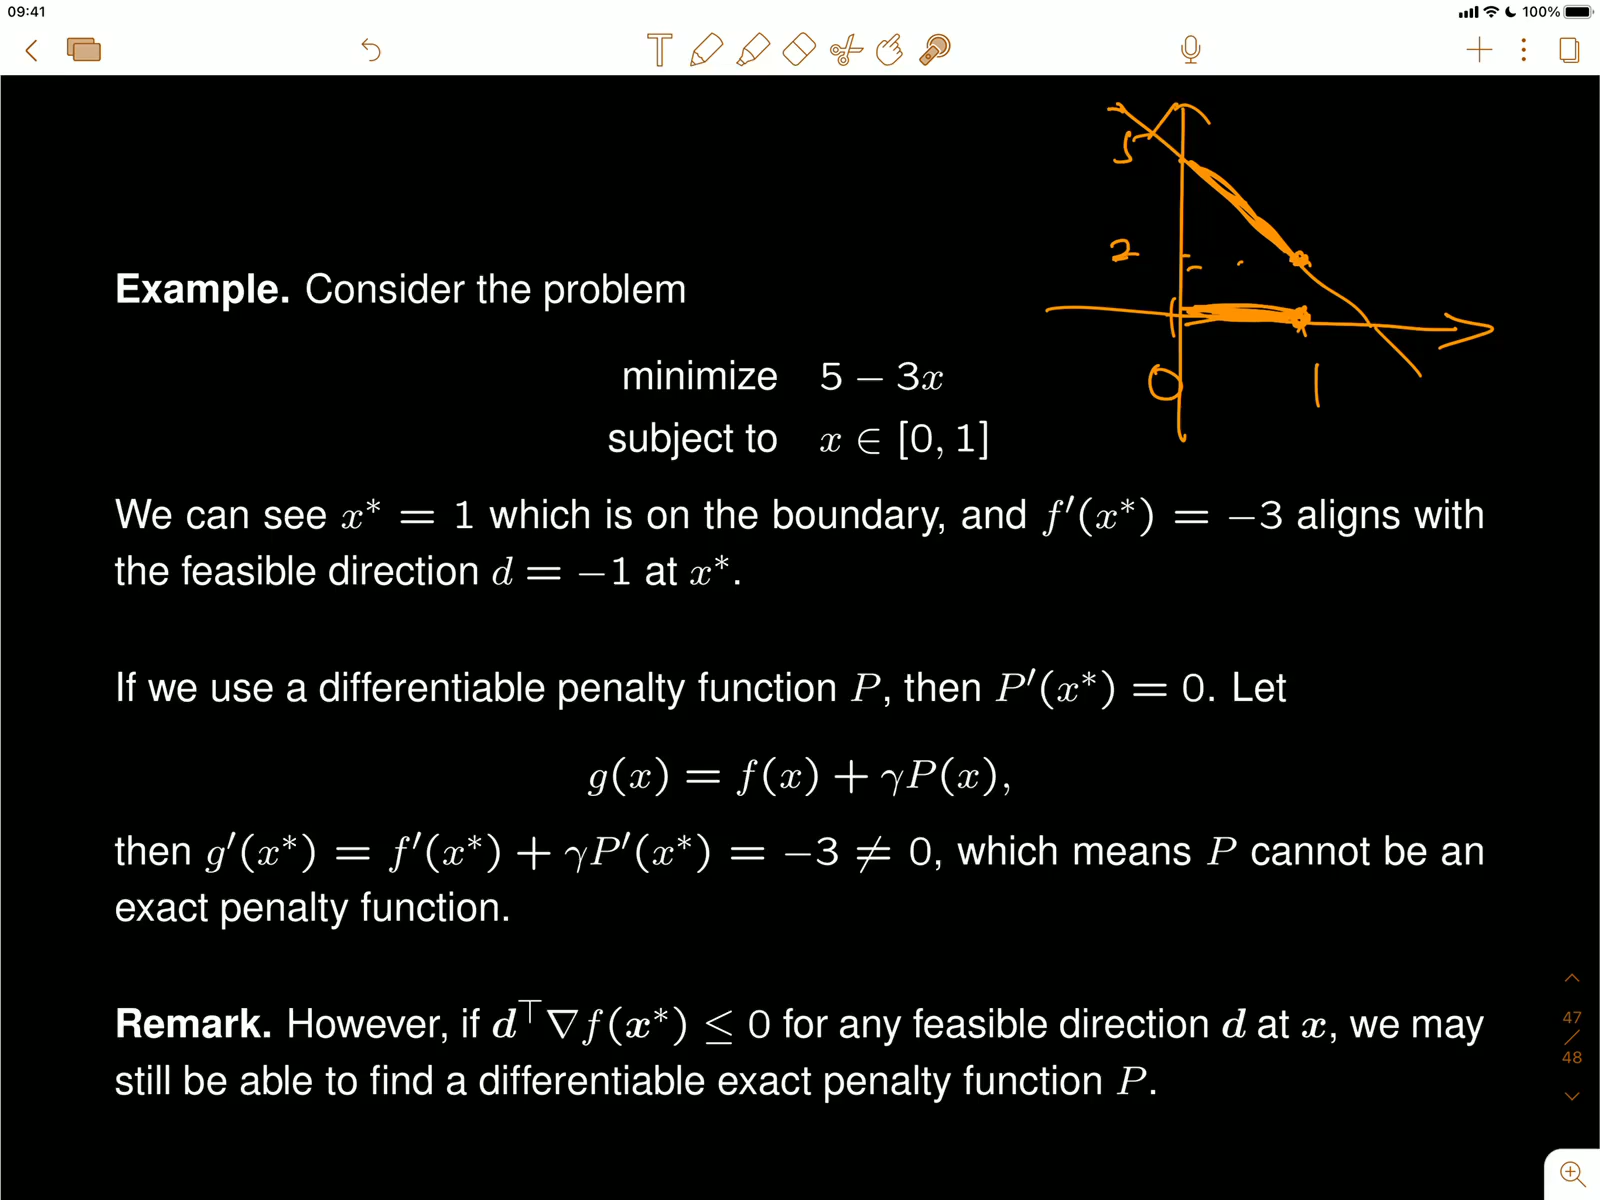 09:41
100%
T
5
2
Example. Consider the problem
minimize 5 − 3x
0 1
subject to x ∈ [0, 1]
We can see x* = 1 which is on the boundary, and f′(x*) = −3 aligns with
the feasible direction d = −1 at x*.
If we use a differentiable penalty function P, then P′(x*) = 0. Let
g(x) = f(x) + γP(x),
then g′(x*) = f′(x*) + γP′(x*) = −3 ≠ 0, which means P cannot be an
exact penalty function.
Remark. However, if d⊤∇f(x*) ≤ 0 for any feasible direction d at x, we may
still be able to find a differentiable exact penalty function P.
47
/
48